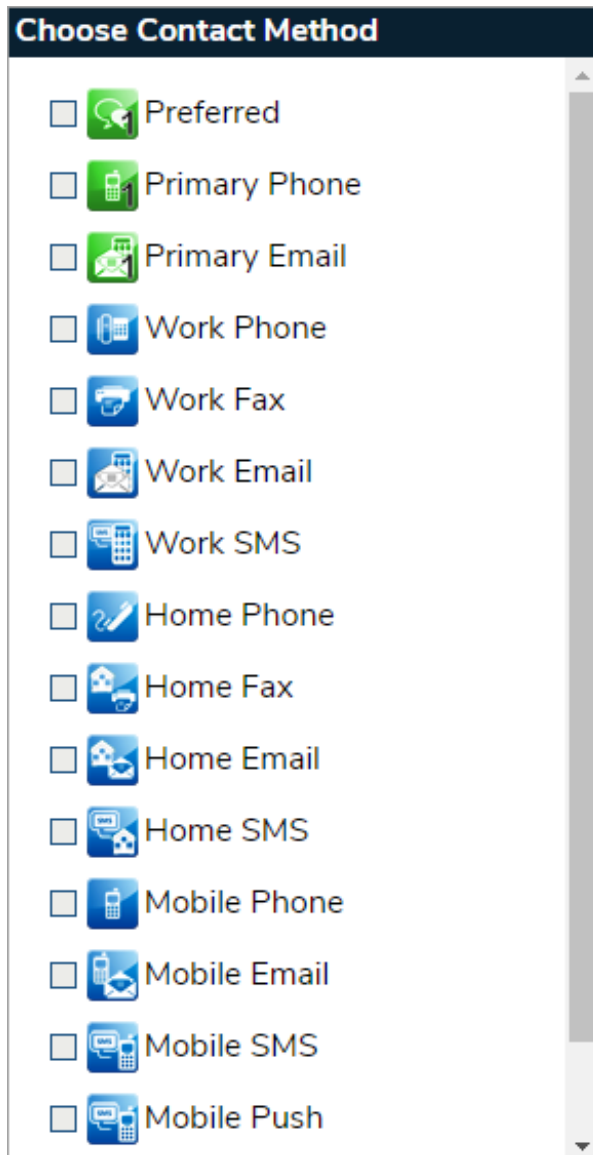 Choose Contact Method
Preferred
Primary Phone
Primary Email
Work Phone
Work Fax
Work Email
Work SMS
Home Phone
Home Fax
Home Email
Home SMS
Mobile Phone
Mobile Email
Mobile SMS
Mobile Push